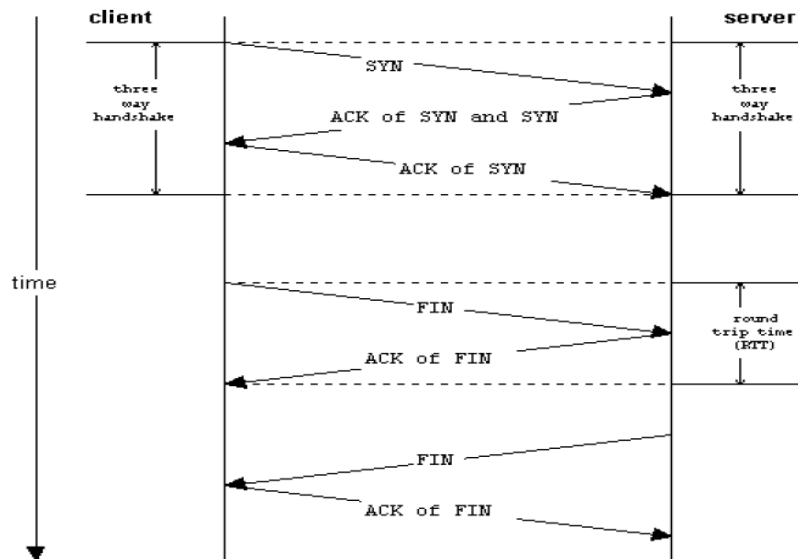 client
server
SYN
three
way
handshake
three
way
handshake
ACK of SYN and SYN
ACK of SYN
time
FIN
round
trip time
(RTT)
ACK of FIN
FIN
ACK of FIN